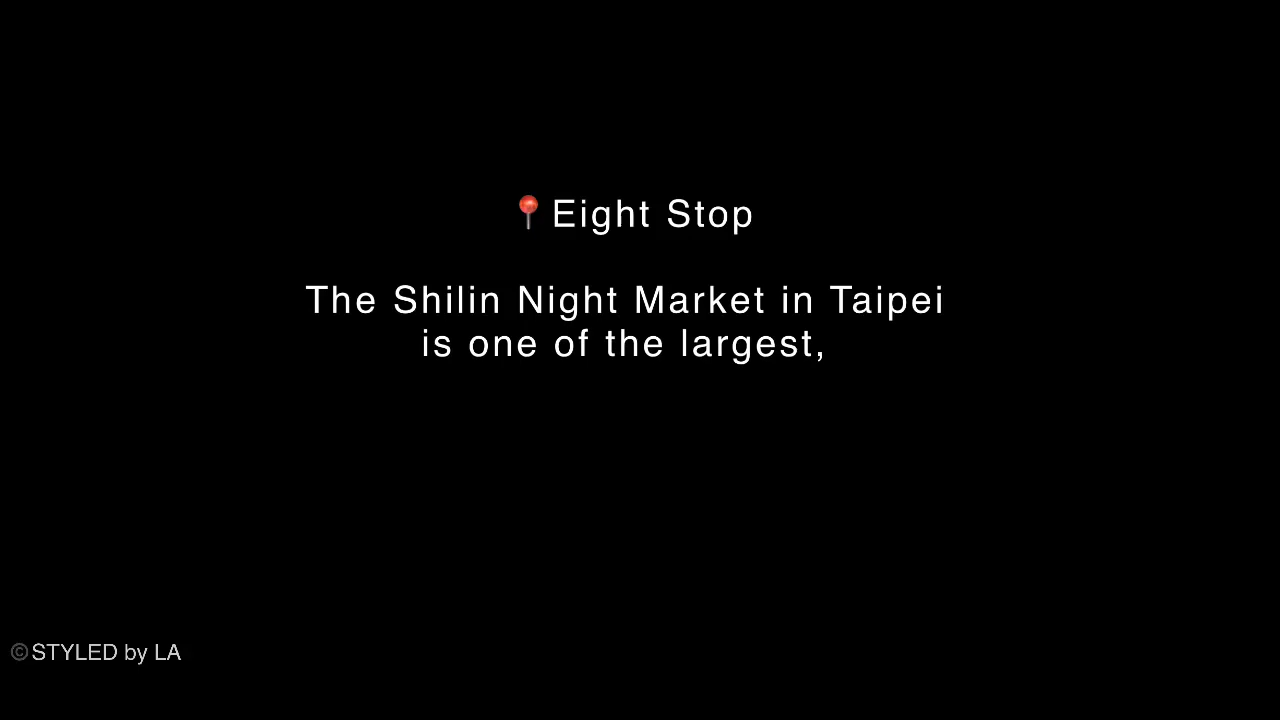 📍Eight Stop
The Shilin Night Market in Taipei
is one of the largest,
©STYLED by LA